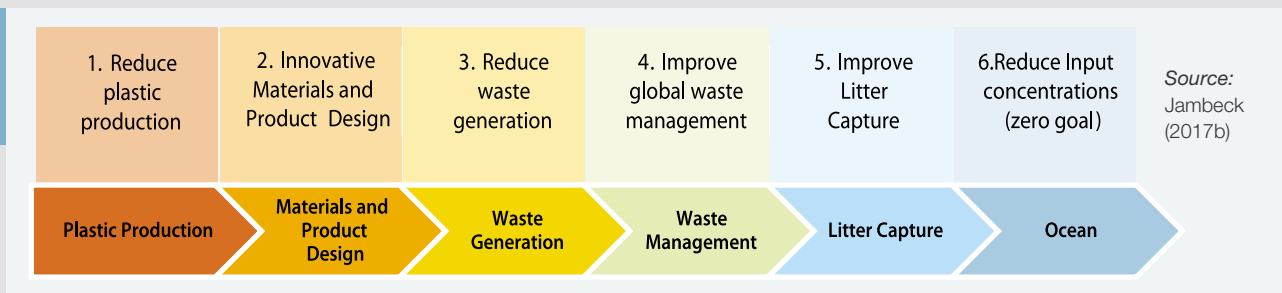 1. Reduce
plastic
production
2. Innovative
Materials and
Product Design
3. Reduce
waste
generation
4. Improve
global waste
management
5. Improve
Litter
Capture
6.Reduce Input
concentrations
(zero goal)
Source:
Jambeck
(2017b)
Plastic Production
Materials and
Product
Design
Waste
Generation
Waste
Management
Litter Capture
Ocean